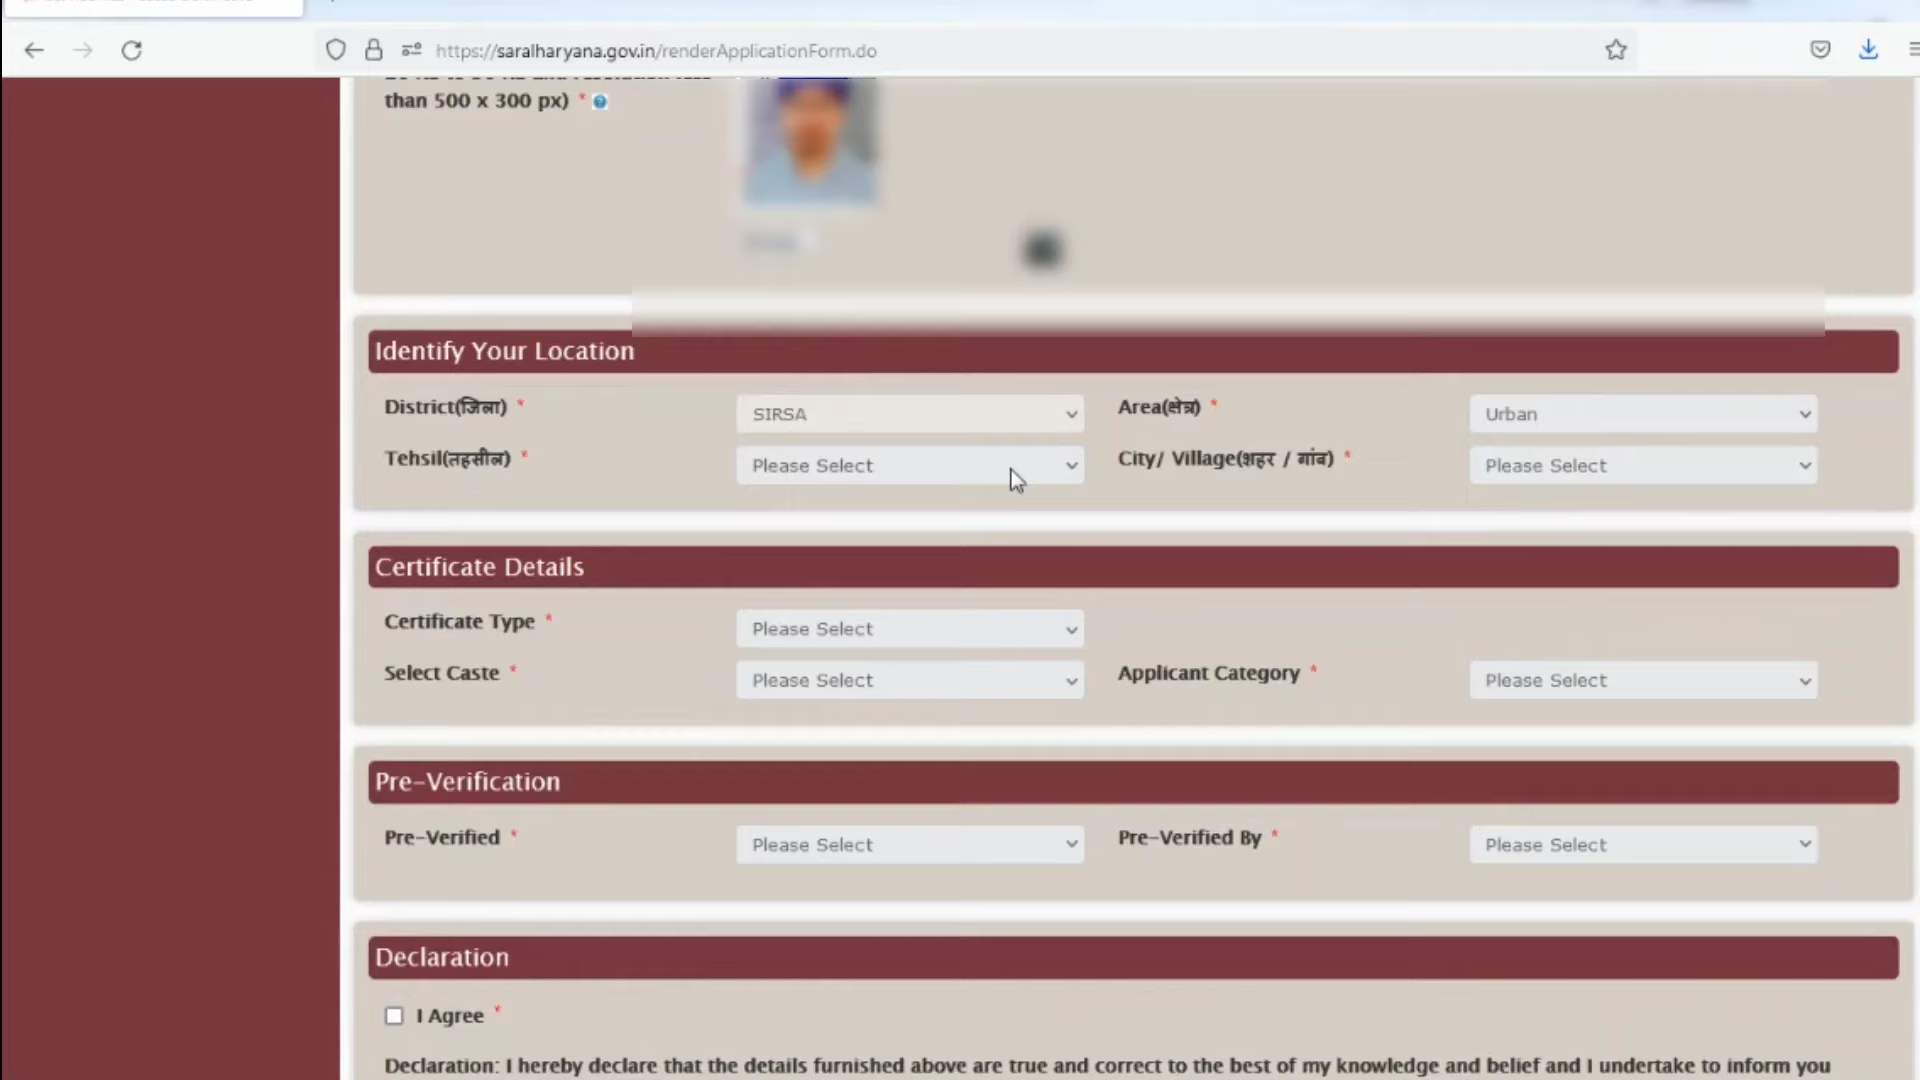 https://saralharyana.gov.in/renderApplicationForm.do
than 500 x 300 px) *
Identify Your Location
District(जिला) *
SIRSA
Area(क्षेत्र) *
Urban
Tehsil(तहसील) *
Please Select
City/ Village(शहर / गांव) *
Please Select
Certificate Details
Certificate Type *
Please Select
Select Caste *
Please Select
Applicant Category *
Please Select
Pre-Verification
Pre-Verified *
Please Select
Pre-Verified By *
Please Select
Declaration
I Agree *
Declaration: I hereby declare that the details furnished above are true and correct to the best of my knowledge and belief and I undertake to inform you